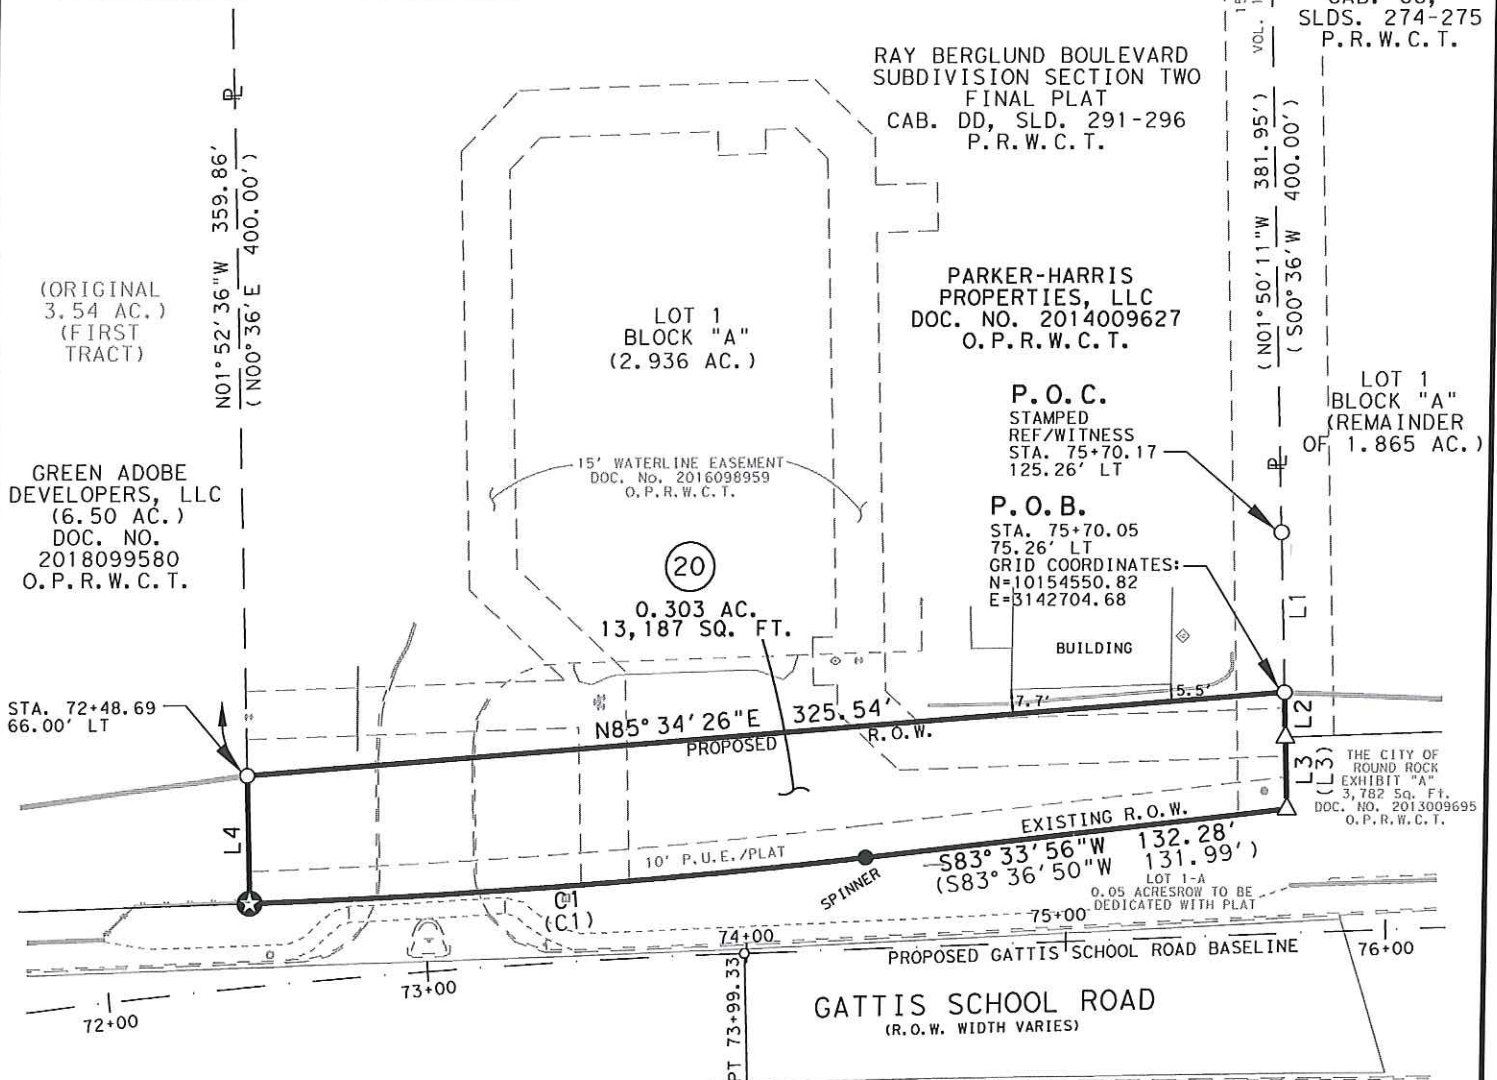 CAB. CC,
SLDS. 274-275
P.R.W.C.T.
VOL.
RAY BERGLUND BOULEVARD
SUBDIVISION SECTION TWO
FINAL PLAT
CAB. DD, SLD. 291-296
P.R.W.C.T.
N01°52'36"W 359.86'
(N00°36'E 400.00')
(N01°50'11"W 381.95')
(S00°36'W 400.00')
(ORIGINAL
3.54 AC.)
(FIRST
TRACT)
LOT 1
BLOCK "A"
(2.936 AC.)
PARKER-HARRIS
PROPERTIES, LLC
DOC. NO. 2014009627
O.P.R.W.C.T.
P.O.C.
STAMPED
REF/WITNESS
STA. 75+70.17
125.26' LT
LOT 1
BLOCK "A"
(REMAINDER
OF 1.865 AC.)
GREEN ADOBE
DEVELOPERS, LLC
(6.50 AC.)
DOC. NO.
2018099580
O.P.R.W.C.T.
15' WATERLINE EASEMENT
DOC. No. 2016098959
O.P.R.W.C.T.
P.O.B.
STA. 75+70.05
75.26' LT
GRID COORDINATES:
N=10154550.82
E=3142704.68
20
0.303 AC.
13,187 SQ. FT.
BUILDING
L1
STA. 72+48.69
66.00' LT
N85°34'26"E 325.54'
PROPOSED R.O.W.
7.7'
5.5'
L2
L3
(L3)
THE CITY OF
ROUND ROCK
EXHIBIT "A"
3,782 Sq. Ft.
DOC. NO. 2013009695
O.P.R.W.C.T.
L4
10' P.U.E./PLAT
EXISTING R.O.W.
S83°33'56"W 132.28'
(S83°36'50"W 131.99')
SPINNER
LOT 1-A
0.05 ACRESROW TO BE
DEDICATED WITH PLAT
C1
(C1)
72+00
73+00
74+00
75+00
76+00
PROPOSED GATTIS SCHOOL ROAD BASELINE
PT 73+99.33
GATTIS SCHOOL ROAD
(R.O.W. WIDTH VARIES)